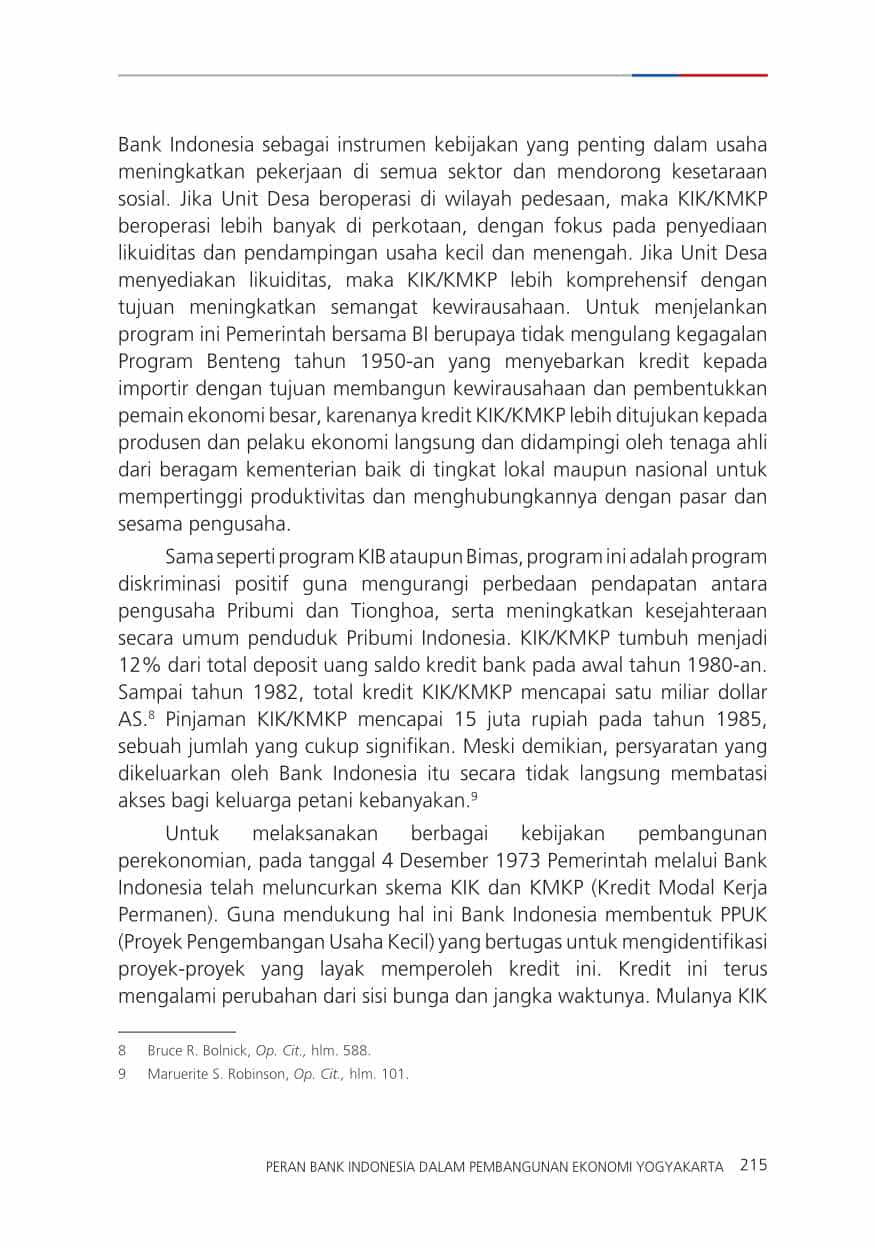 Bank Indonesia sebagai instrumen kebijakan yang penting dalam usaha
meningkatkan pekerjaan di semua sektor dan mendorong kesetaraan
sosial. Jika Unit Desa beroperasi di wilayah pedesaan, maka KIK/KMKP
beroperasi lebih banyak di perkotaan, dengan fokus pada penyediaan
likuiditas dan pendampingan usaha kecil dan menengah. Jika Unit Desa
menyediakan likuiditas, maka KIK/KMKP lebih komprehensif dengan
tujuan meningkatkan semangat kewirausahaan. Untuk menjelankan
program ini Pemerintah bersama BI berupaya tidak mengulang kegagalan
Program Benteng tahun 1950-an yang menyebarkan kredit kepada
importir dengan tujuan membangun kewirausahaan dan pembentukkan
pemain ekonomi besar, karenanya kredit KIK/KMKP lebih ditujukan kepada
produsen dan pelaku ekonomi langsung dan didampingi oleh tenaga ahli
dari beragam kementerian baik di tingkat lokal maupun nasional untuk
mempertinggi produktivitas dan menghubungkannya dengan pasar dan
sesama pengusaha.
Sama seperti program KIB ataupun Bimas, program ini adalah program
diskriminasi positif guna mengurangi perbedaan pendapatan antara
pengusaha Pribumi dan Tionghoa, serta meningkatkan kesejahteraan
secara umum penduduk Pribumi Indonesia. KIK/KMKP tumbuh menjadi
12% dari total deposit uang saldo kredit bank pada awal tahun 1980-an.
Sampai tahun 1982, total kredit KIK/KMKP mencapai satu miliar dollar
AS.⁸ Pinjaman KIK/KMKP mencapai 15 juta rupiah pada tahun 1985,
sebuah jumlah yang cukup signifikan. Meski demikian, persyaratan yang
dikeluarkan oleh Bank Indonesia itu secara tidak langsung membatasi
akses bagi keluarga petani kebanyakan.⁹
Untuk melaksanakan berbagai kebijakan pembangunan
perekonomian, pada tanggal 4 Desember 1973 Pemerintah melalui Bank
Indonesia telah meluncurkan skema KIK dan KMKP (Kredit Modal Kerja
Permanen). Guna mendukung hal ini Bank Indonesia membentuk PPUK
(Proyek Pengembangan Usaha Kecil) yang bertugas untuk mengidentifikasi
proyek-proyek yang layak memperoleh kredit ini. Kredit ini terus
mengalami perubahan dari sisi bunga dan jangka waktunya. Mulanya KIK
8 Bruce R. Bolnick, Op. Cit., hlm. 588.
9 Maruerite S. Robinson, Op. Cit., hlm. 101.
PERAN BANK INDONESIA DALAM PEMBANGUNAN EKONOMI YOGYAKARTA 215